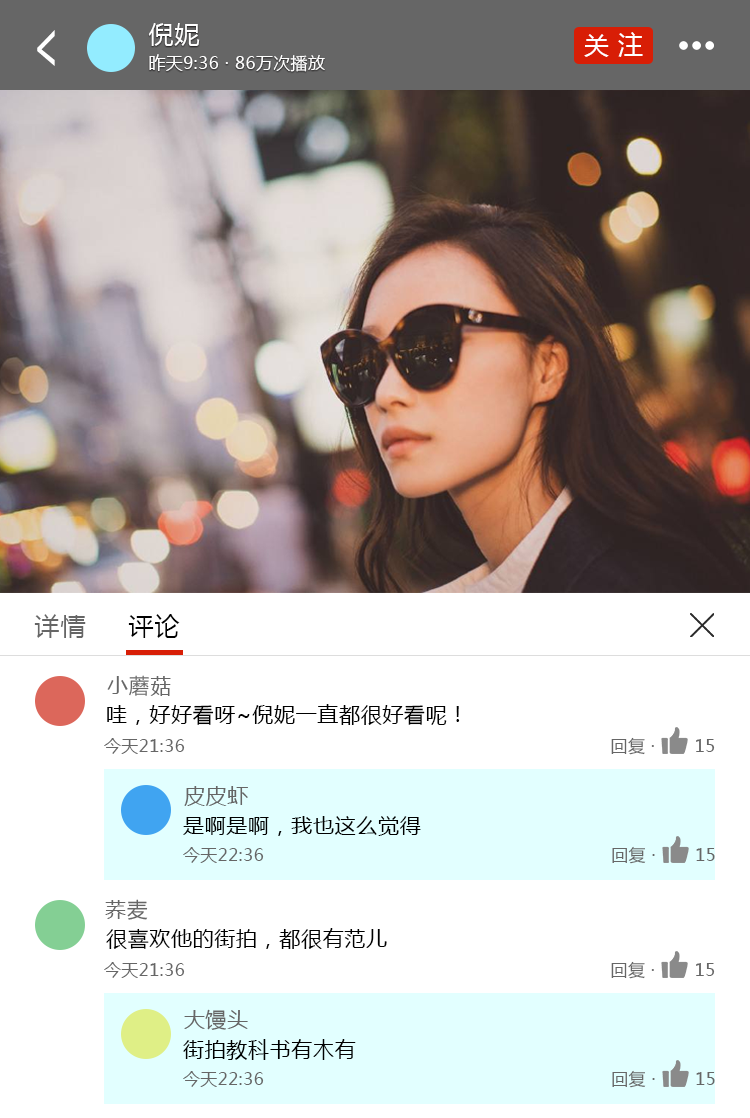 倪妮
昨天9:36 · 86万次播放
关 注
详情
评论
小蘑菇
哇，好好看呀~倪妮一直都很好看呢！
今天21:36
回复 · 15
皮皮虾
是啊是啊，我也这么觉得
今天22:36
回复 · 15
荞麦
很喜欢他的街拍，都很有范儿
今天21:36
回复 · 15
大馒头
街拍教科书有木有
今天22:36
回复 · 15